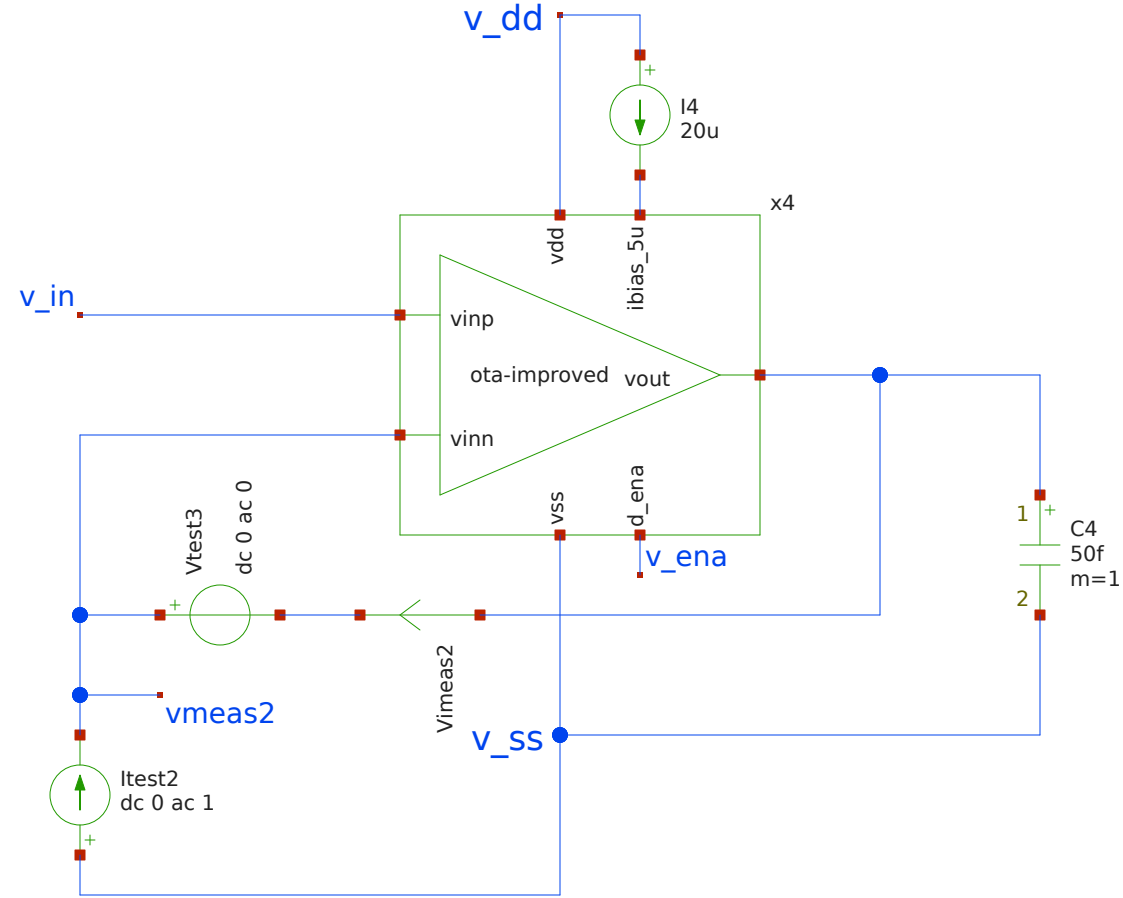 v_dd
+
I4
20u
x4
vdd
ibias_5u
v_in
vinp
ota-improved
vout
vinn
vss
d_ena
v_ena
1
+
C4
50f
m=1
2
Vtest3
dc 0 ac 0
+
Vimeas2
vmeas2
v_ss
Itest2
dc 0 ac 1
+